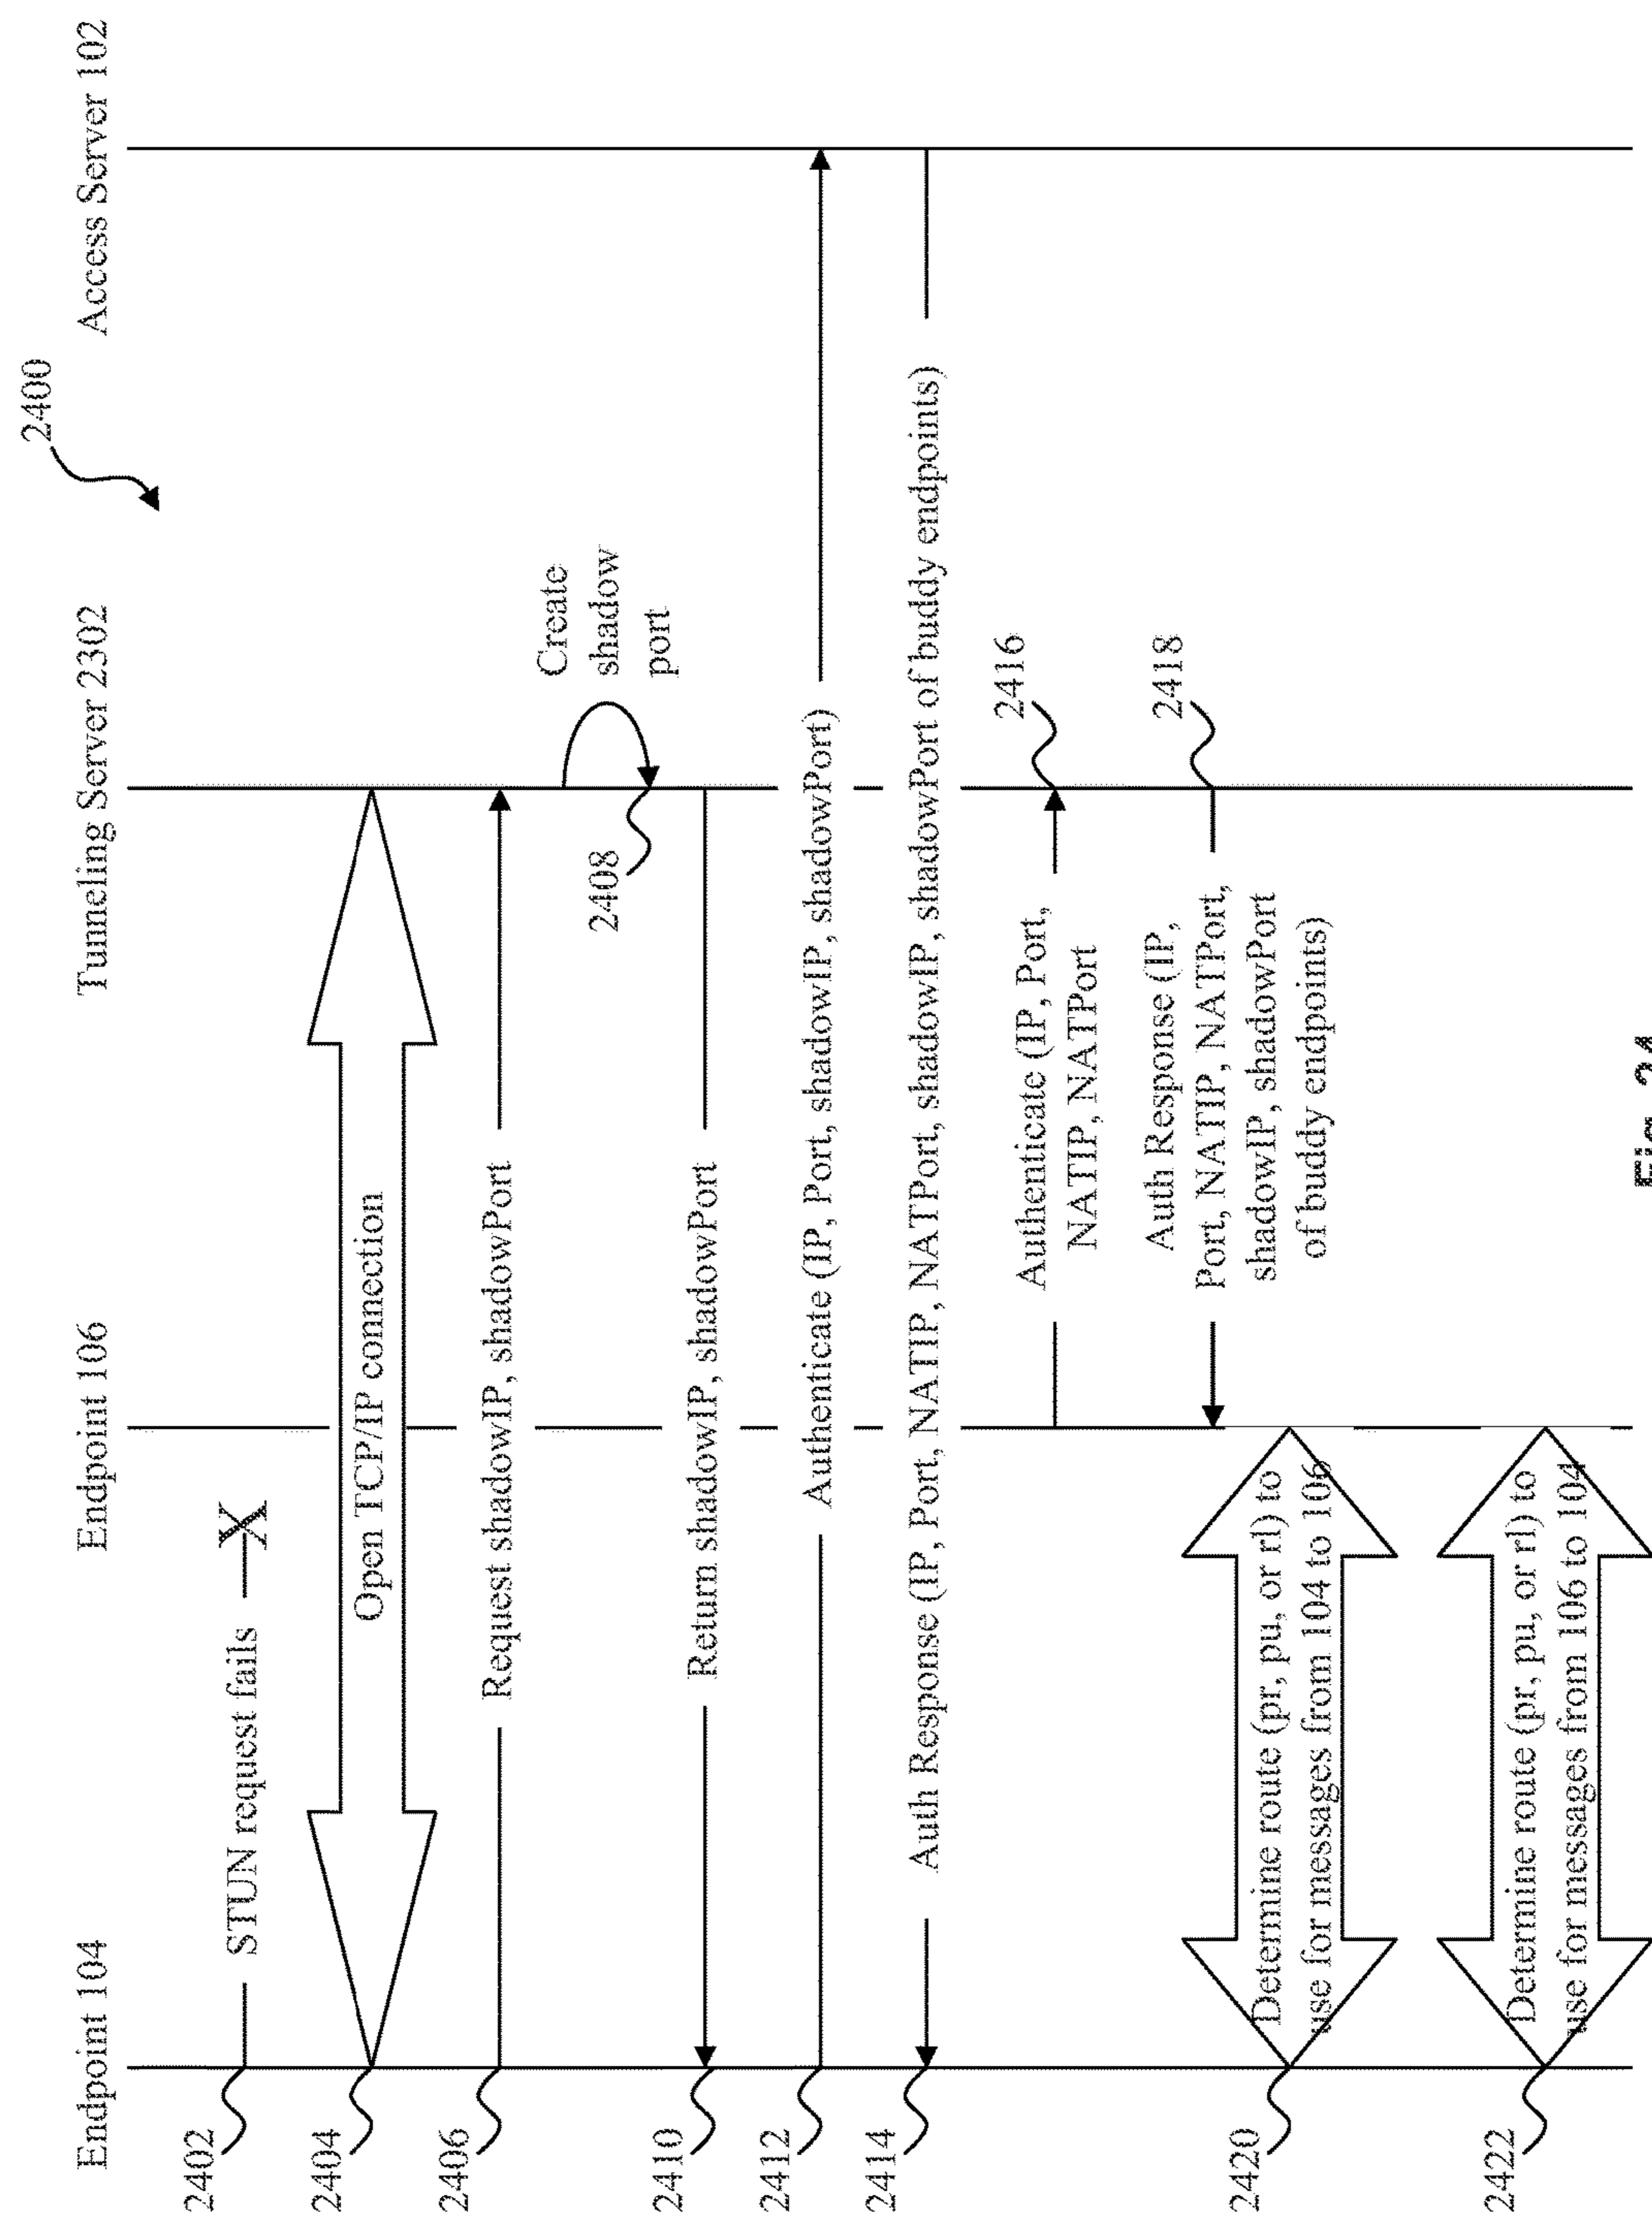 2400
Endpoint 104
Endpoint 106
Tunneling Server 2302
Access Server 102
2402
STUN request fails
X
2404
Open TCP/IP connection
2406
Request shadowIP, shadowPort
Create
shadow
port
2408
2410
Return shadowIP, shadowPort
2412
Authenticate (IP, Port, shadowIP, shadowPort)
2414
Auth Response (IP, Port, NATIP, NATPort, shadowIP, shadowPort of buddy endpoints)
Authenticate (IP, Port,
NATIP, NATPort
2416
Auth Response (IP,
Port, NATIP, NATPort,
shadowIP, shadowPort
of buddy endpoints)
2418
2420
Determine route (pr, pu, or rl) to
use for messages from 104 to 106
2422
Determine route (pr, pu, or rl) to
use for messages from 106 to 104
Fig. 24